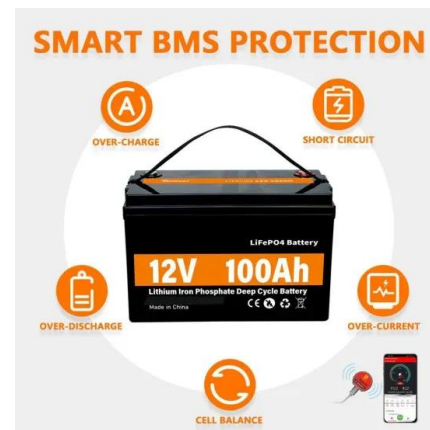 SMART BMS PROTECTION
OVER-CHARGE
SHORT CIRCUIT
LiFePO4 Battery
12V 100Ah
Lithium Iron Phosphate Deep Cycle Battery
Made in China
OVER-DISCHARGE
OVER-CURRENT
CELL BALANCE